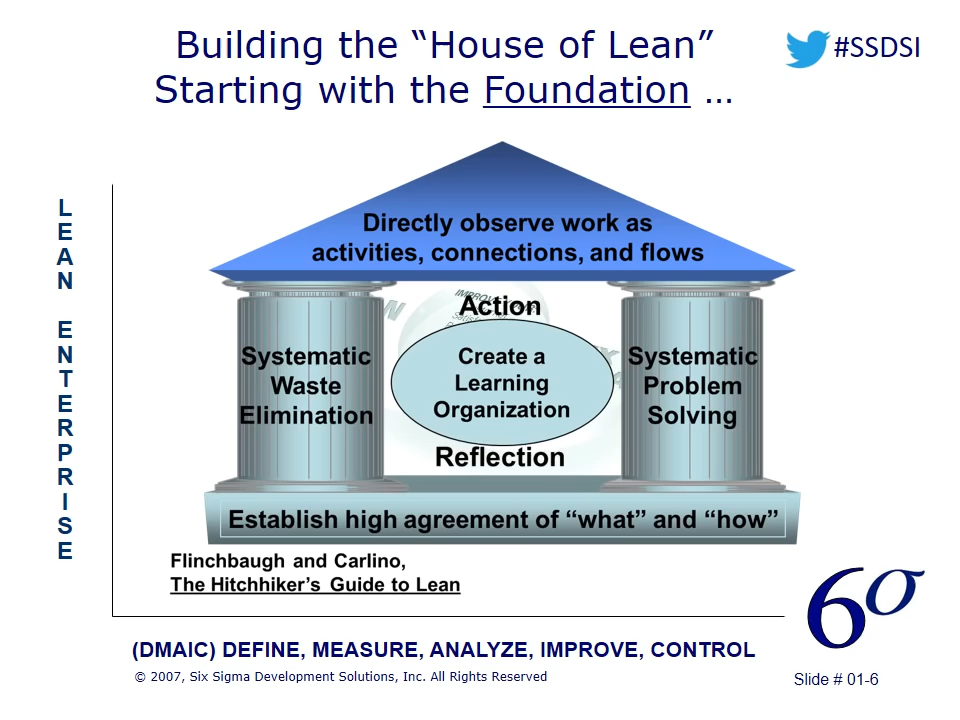 Building the “House of Lean”
Starting with the Foundation ...
#SSDSI
LEAN ENTERPRISE
Directly observe work as
activities, connections, and flows
Action
Systematic
Waste
Elimination
Create a
Learning
Organization
Systematic
Problem
Solving
Reflection
Establish high agreement of “what” and “how”
Flinchbaugh and Carlino,
The Hitchhiker’s Guide to Lean
6σ
(DMAIC) DEFINE, MEASURE, ANALYZE, IMPROVE, CONTROL
© 2007, Six Sigma Development Solutions, Inc. All Rights Reserved
Slide # 01-6